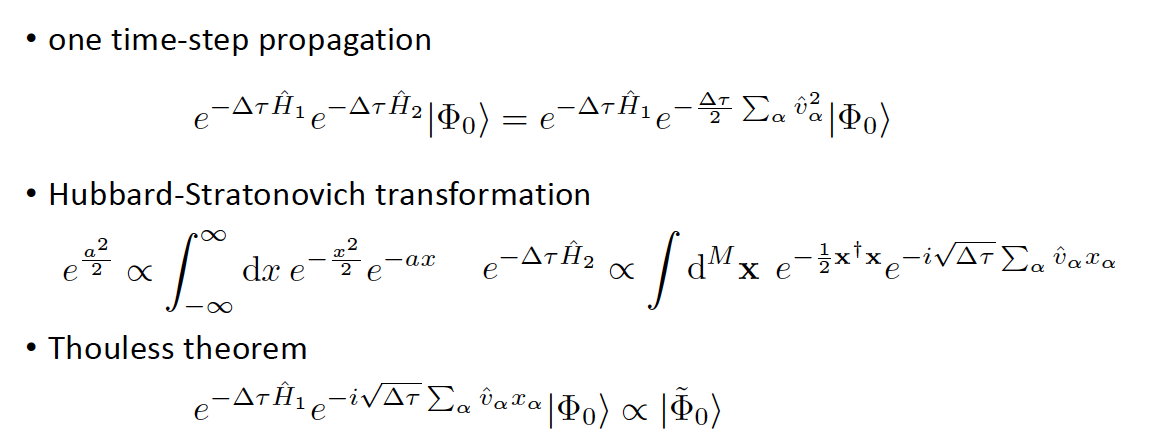 • one time-step propagation
$e^{-\Delta\tau \hat{H}_1} e^{-\Delta\tau \hat{H}_2} |\Phi_0\rangle = e^{-\Delta\tau \hat{H}_1} e^{-\frac{\Delta\tau}{2} \sum_\alpha \hat{v}_\alpha^2} |\Phi_0\rangle$
• Hubbard-Stratonovich transformation
$e^{\frac{a^2}{2}} \propto \int_{-\infty}^{\infty} \mathrm{d}x \, e^{-\frac{x^2}{2}} e^{-ax} \quad e^{-\Delta\tau \hat{H}_2} \propto \int \mathrm{d}^M \mathbf{x} \; e^{-\frac{1}{2} \mathbf{x}^\dagger \mathbf{x}} e^{-i\sqrt{\Delta\tau} \sum_\alpha \hat{v}_\alpha x_\alpha}$
• Thouless theorem
$e^{-\Delta\tau \hat{H}_1} e^{-i\sqrt{\Delta\tau} \sum_\alpha \hat{v}_\alpha x_\alpha} |\Phi_0\rangle \propto |\tilde{\Phi}_0\rangle$